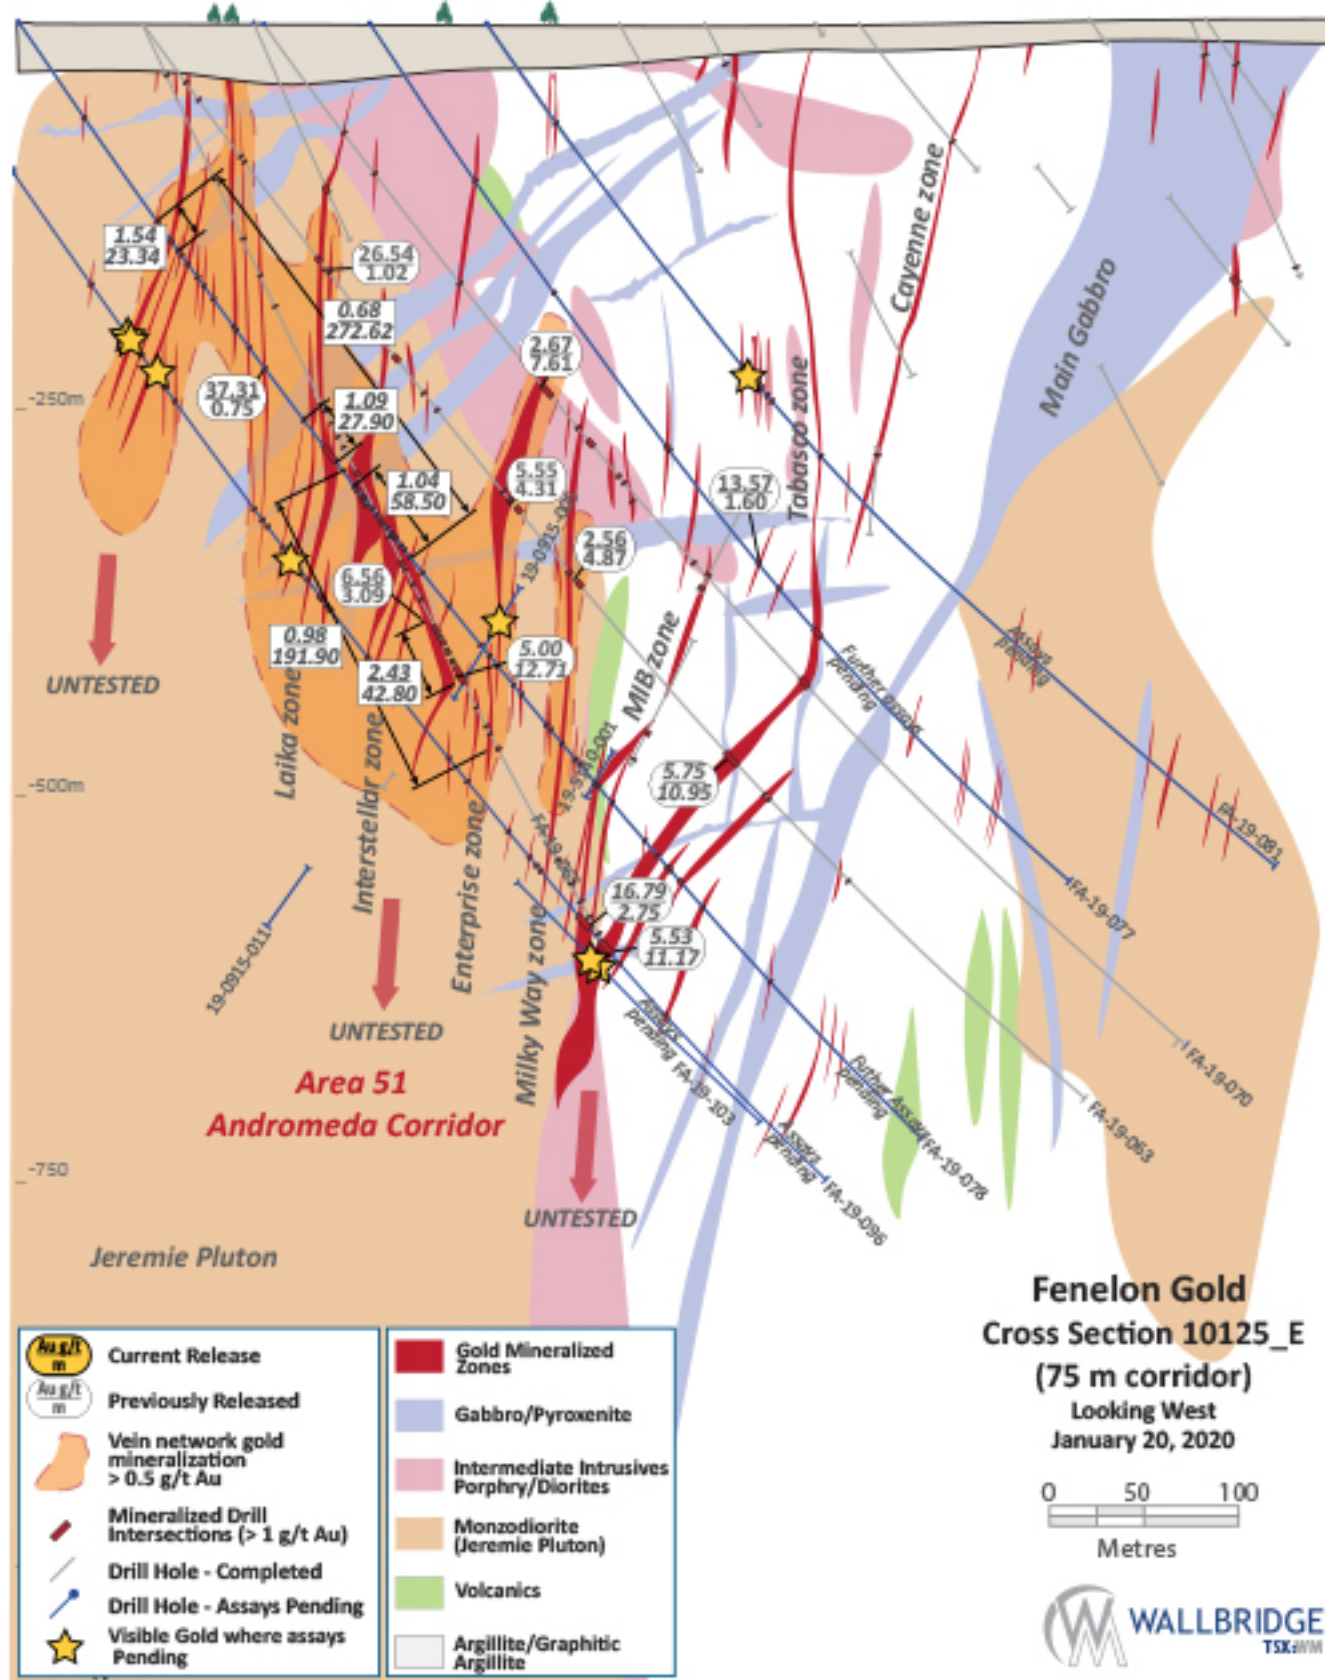 1.54
23.34
26.54
1.02
0.68
272.62
2.67
7.61
37.31
0.75
1.09
27.90
1.04
58.50
5.55
4.31
13.57
1.60
2.56
4.87
6.56
3.09
0.98
191.90
2.43
42.80
5.00
12.71
5.75
10.95
16.79
2.75
5.53
11.17
-250m
-500m
-750
Cayenne zone
Tabasco zone
Main Gabbro
MIB zone
Laika zone
Interstellar zone
Enterprise zone
Milky Way zone
UNTESTED
UNTESTED
UNTESTED
Area 51
Andromeda Corridor
Jeremie Pluton
19-0915-011
Assays
pending
Further assays
pending
Futher Assays
pending
Assays
pending
Assays
pending
FA-19-081
FA-19-077
FA-19-070
FA-19-063
FA-19-078
FA-19-103
FA-19-096
Au g/t
m
Current Release
Au g/t
m
Previously Released
Vein network gold
mineralization
> 0.5 g/t Au
Mineralized Drill
Intersections (> 1 g/t Au)
Drill Hole - Completed
Drill Hole - Assays Pending
Visible Gold where assays
Pending
Gold Mineralized
Zones
Gabbro/Pyroxenite
Intermediate Intrusives
Porphry/Diorites
Monzodiorite
(Jeremie Pluton)
Volcanics
Argillite/Graphitic
Argillite
Fenelon Gold
Cross Section 10125_E
(75 m corridor)
Looking West
January 20, 2020
0 50 100
Metres
WALLBRIDGE
TSX:WM